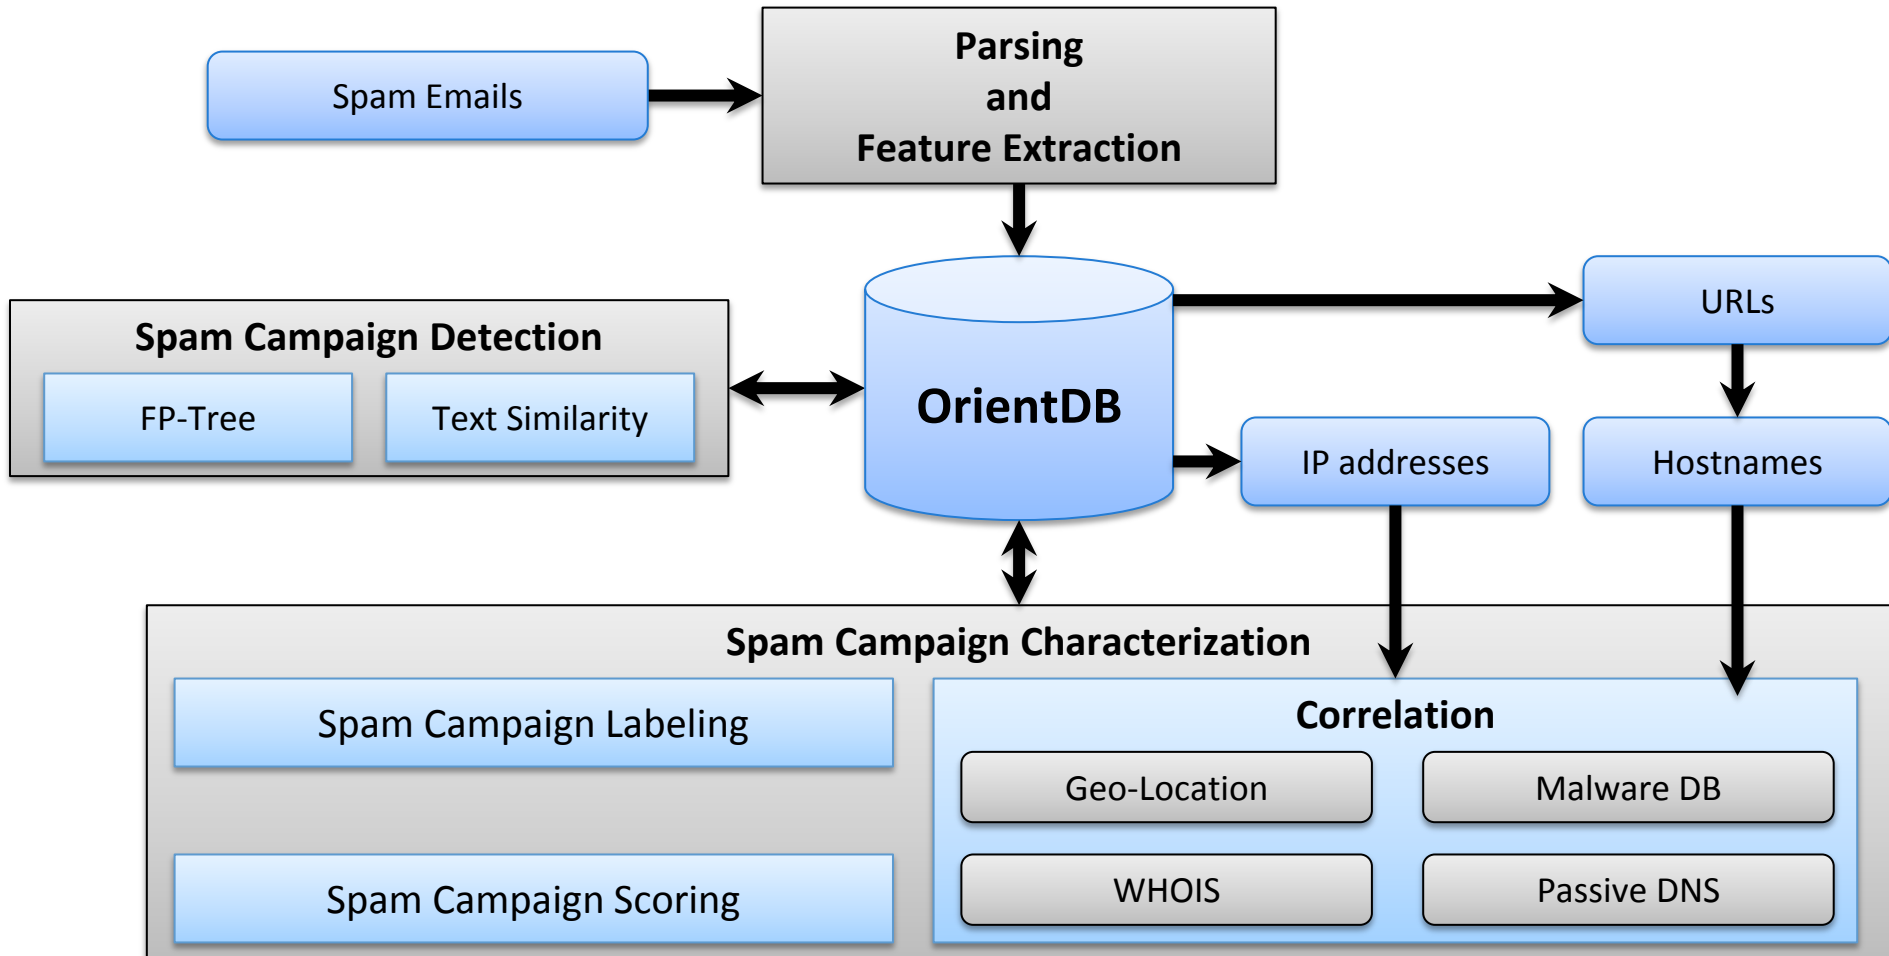 Spam Emails
Parsing
and
Feature Extraction
URLs
Spam Campaign Detection
FP-Tree
Text Similarity
OrientDB
IP addresses
Hostnames
Spam Campaign Characterization
Spam Campaign Labeling
Correlation
Geo-Location
Malware DB
Spam Campaign Scoring
WHOIS
Passive DNS